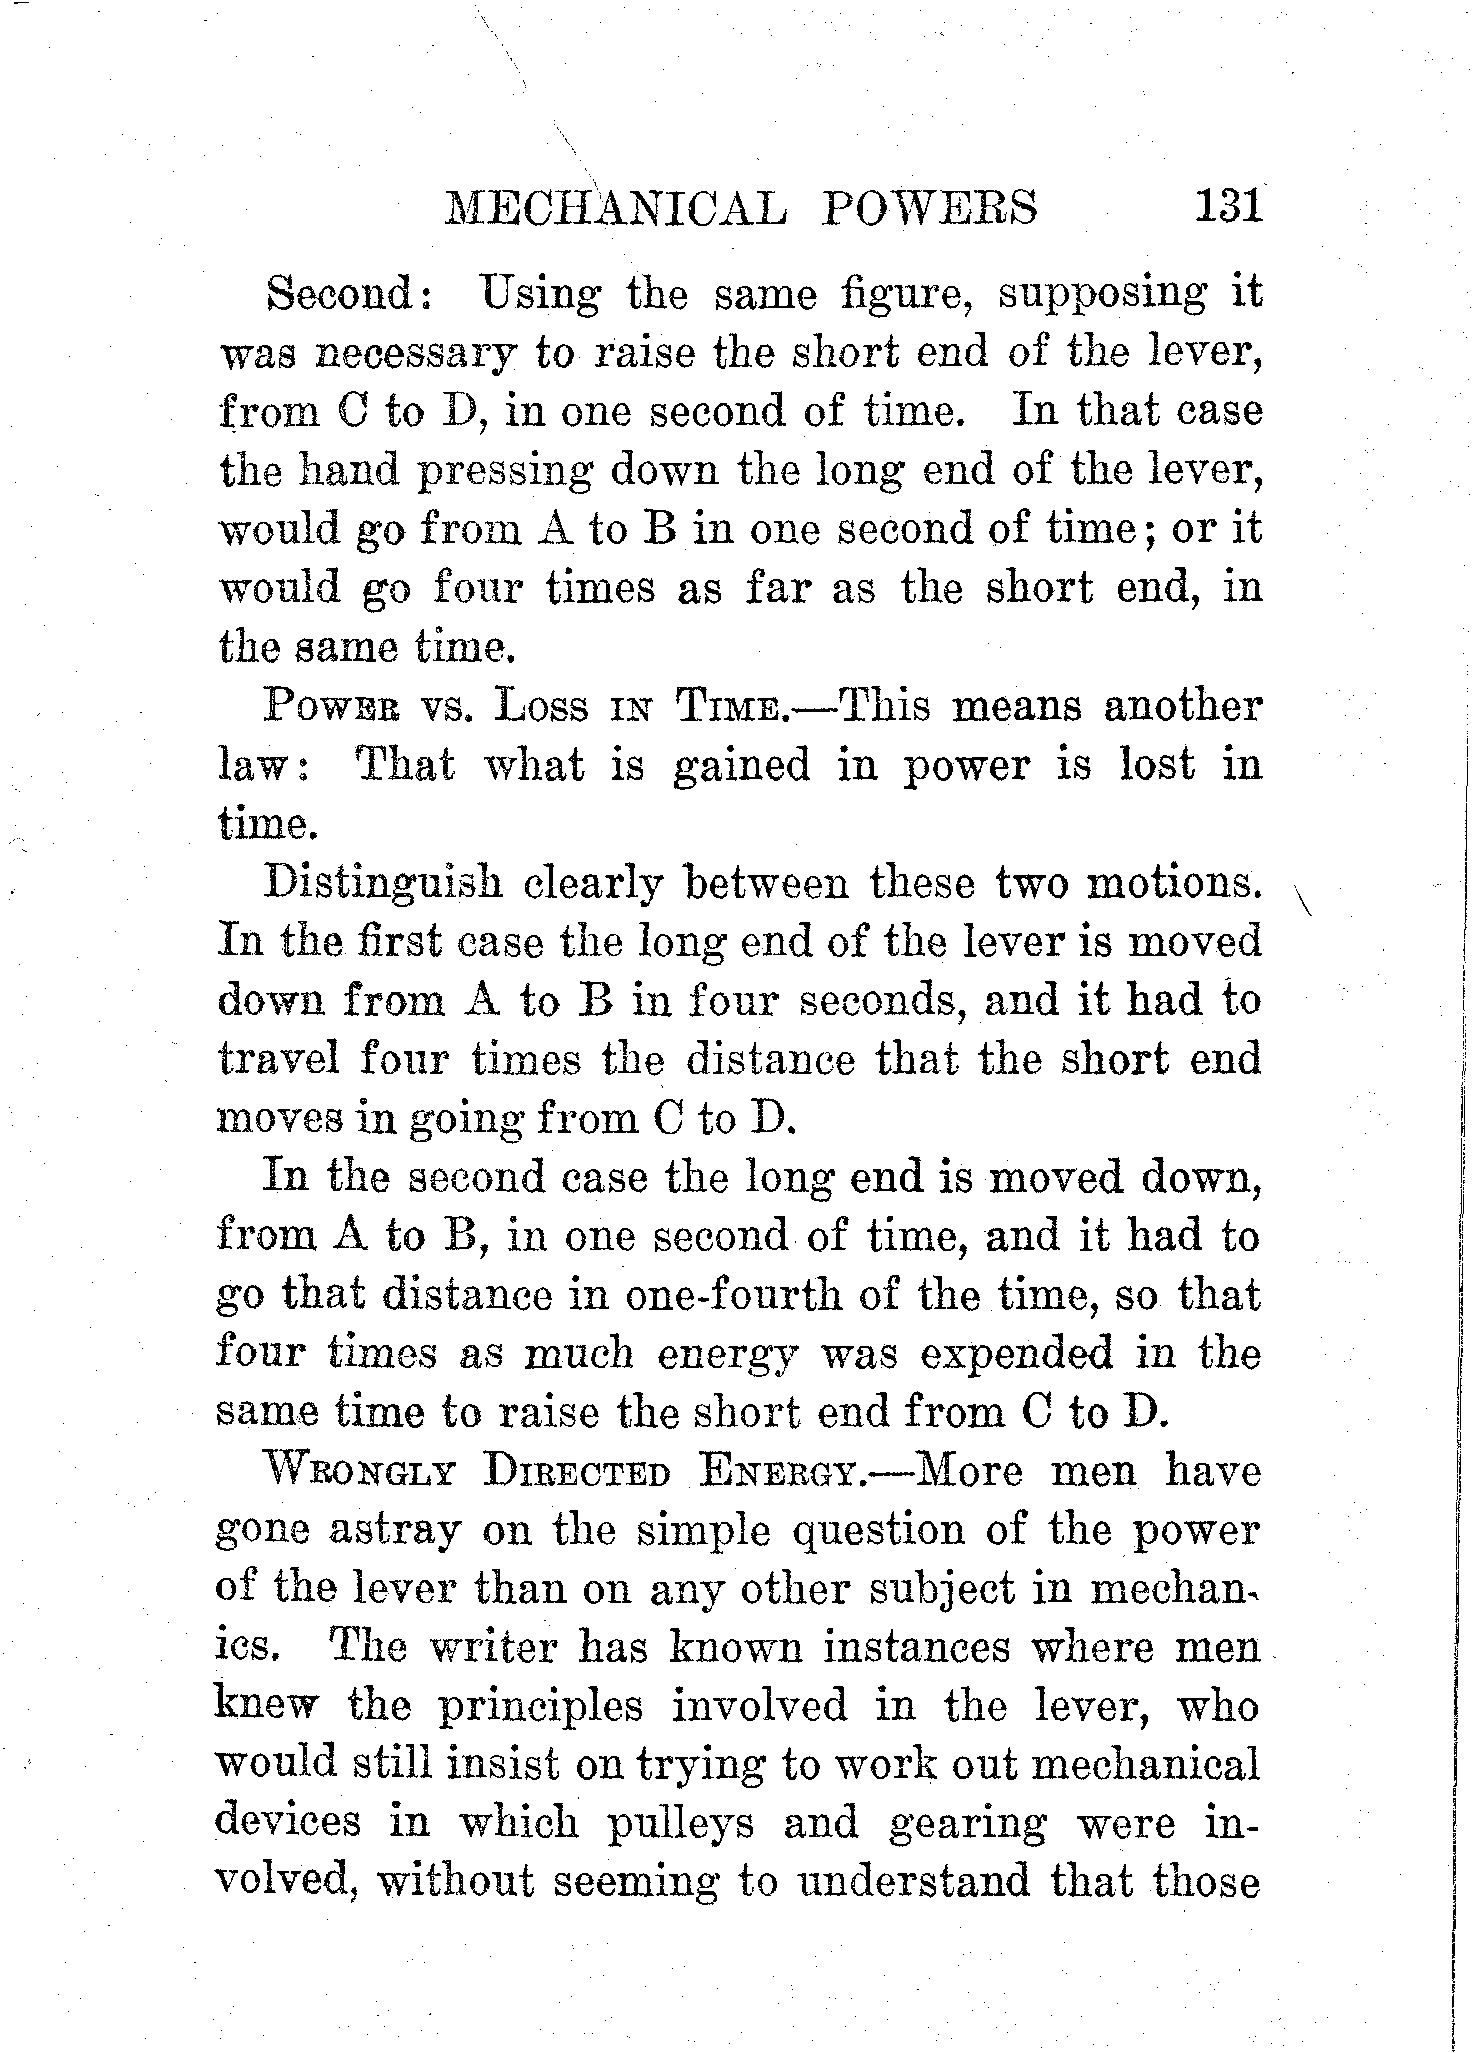 MECHANICAL POWERS 131
Second: Using the same figure, supposing it
was necessary to raise the short end of the lever,
from C to D, in one second of time. In that case
the hand pressing down the long end of the lever,
would go from A to B in one second of time; or it
would go four times as far as the short end, in
the same time.
POWER VS. LOSS IN TIME.—This means another
law: That what is gained in power is lost in
time.
Distinguish clearly between these two motions.
In the first case the long end of the lever is moved
down from A to B in four seconds, and it had to
travel four times the distance that the short end
moves in going from C to D.
In the second case the long end is moved down,
from A to B, in one second of time, and it had to
go that distance in one-fourth of the time, so that
four times as much energy was expended in the
same time to raise the short end from C to D.
WRONGLY DIRECTED ENERGY.—More men have
gone astray on the simple question of the power
of the lever than on any other subject in mechan-
ics. The writer has known instances where men
knew the principles involved in the lever, who
would still insist on trying to work out mechanical
devices in which pulleys and gearing were in-
volved, without seeming to understand that those